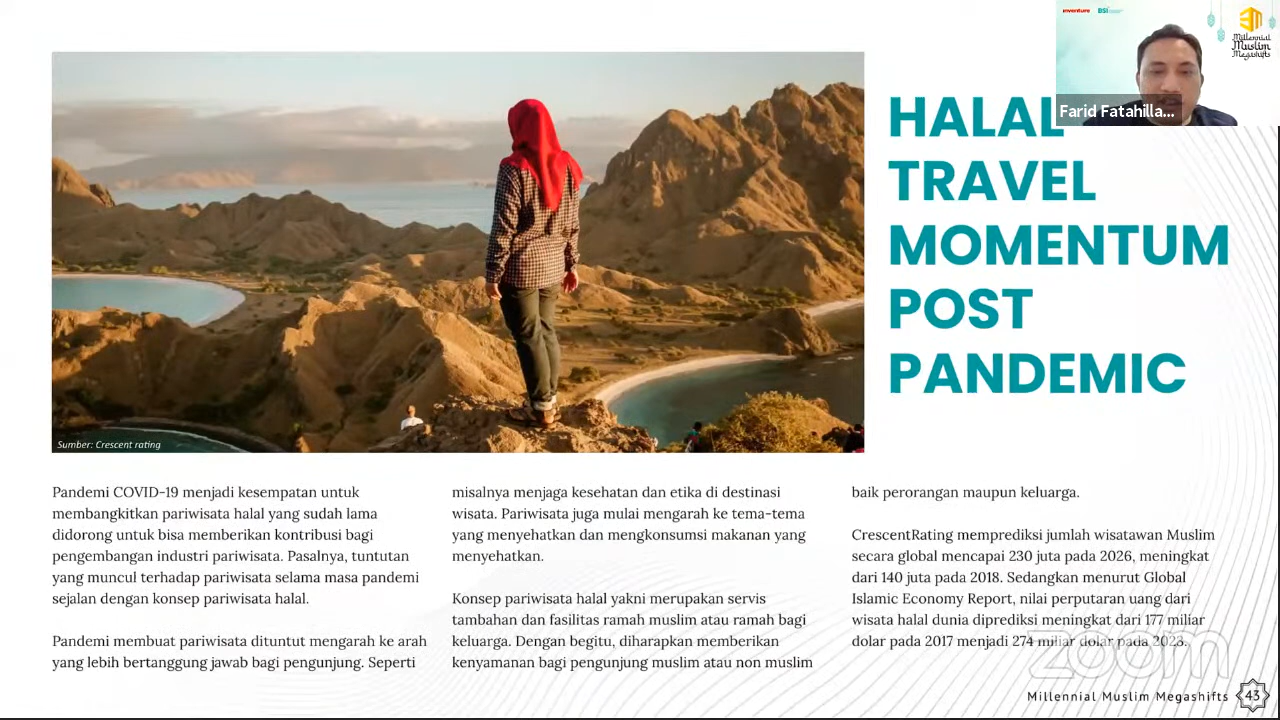 inventure
BSI
Millennial
Muslim
Megashifts
Farid Fatahilla...
HALAL
TRAVEL
MOMENTUM
POST
PANDEMIC
Sumber: Crescent rating
Pandemi COVID-19 menjadi kesempatan untuk
membangkitkan pariwisata halal yang sudah lama
didorong untuk bisa memberikan kontribusi bagi
pengembangan industri pariwisata. Pasalnya, tuntutan
yang muncul terhadap pariwisata selama masa pandemi
sejalan dengan konsep pariwisata halal.
Pandemi membuat pariwisata dituntut mengarah ke arah
yang lebih bertanggung jawab bagi pengunjung. Seperti
misalnya menjaga kesehatan dan etika di destinasi
wisata. Pariwisata juga mulai mengarah ke tema-tema
yang menyehatkan dan mengkonsumsi makanan yang
menyehatkan.
Konsep pariwisata halal yakni merupakan servis
tambahan dan fasilitas ramah muslim atau ramah bagi
keluarga. Dengan begitu, diharapkan memberikan
kenyamanan bagi pengunjung muslim atau non muslim
baik perorangan maupun keluarga.
CrescentRating memprediksi jumlah wisatawan Muslim
secara global mencapai 230 juta pada 2026, meningkat
dari 140 juta pada 2018. Sedangkan menurut Global
Islamic Economy Report, nilai perputaran uang dari
wisata halal dunia diprediksi meningkat dari 177 miliar
dolar pada 2017 menjadi 274 miliar dolar pada 2023.
zoom
Millennial Muslim Megashifts 43